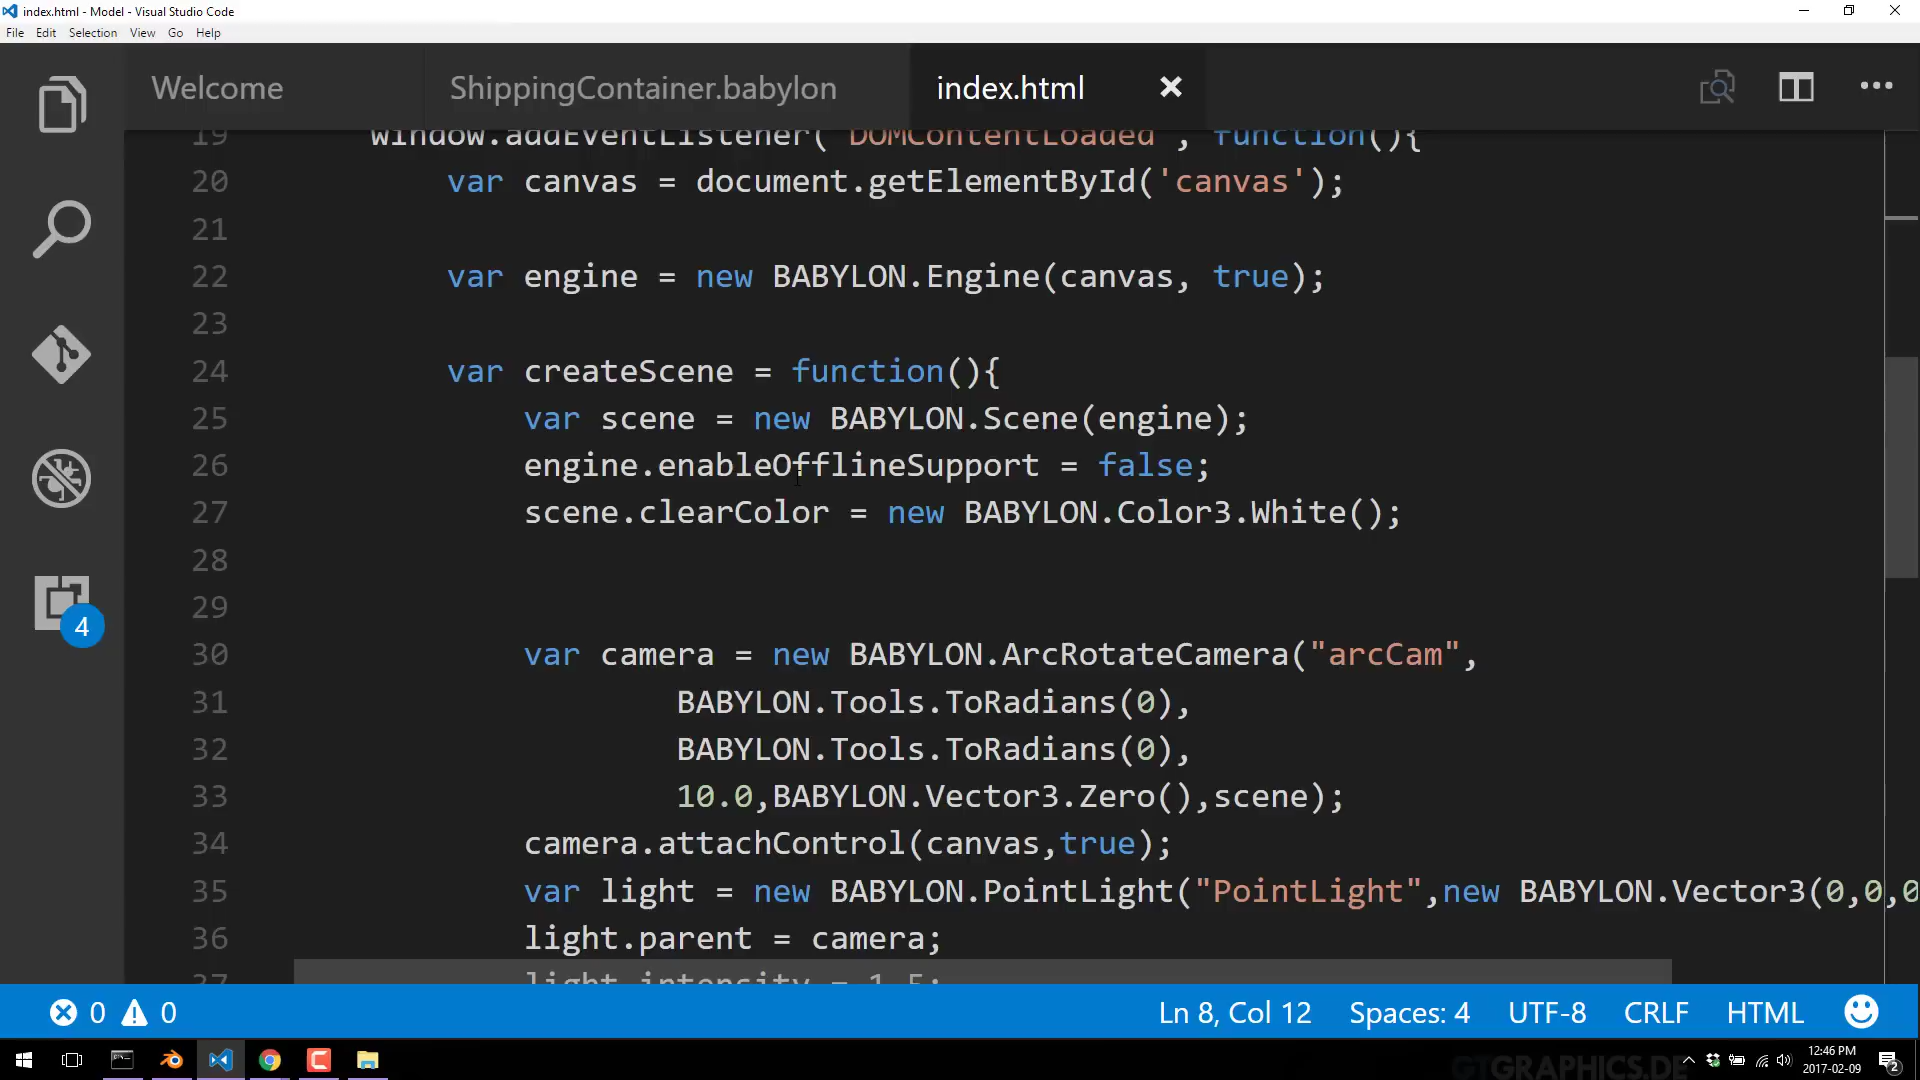 index.html - Model - Visual Studio Code
File Edit Selection View Go Help
Welcome ShippingContainer.babylon index.html
19 window.addEventListener('DOMContentLoaded', function(){
20 var canvas = document.getElementById('canvas');
21
22 var engine = new BABYLON.Engine(canvas, true);
23
24 var createScene = function(){
25 var scene = new BABYLON.Scene(engine);
26 engine.enableOfflineSupport = false;
27 scene.clearColor = new BABYLON.Color3.White();
28
29
30 var camera = new BABYLON.ArcRotateCamera("arcCam",
31 BABYLON.Tools.ToRadians(0),
32 BABYLON.Tools.ToRadians(0),
33 10.0,BABYLON.Vector3.Zero(),scene);
34 camera.attachControl(canvas,true);
35 var light = new BABYLON.PointLight("PointLight",new BABYLON.Vector3(0,0,0
36 light.parent = camera;
37 light.intensity = 1.5;
4
0 0 Ln 8, Col 12 Spaces: 4 UTF-8 CRLF HTML
GTGRAPHICS.DE
12:46 PM
2017-02-09
2